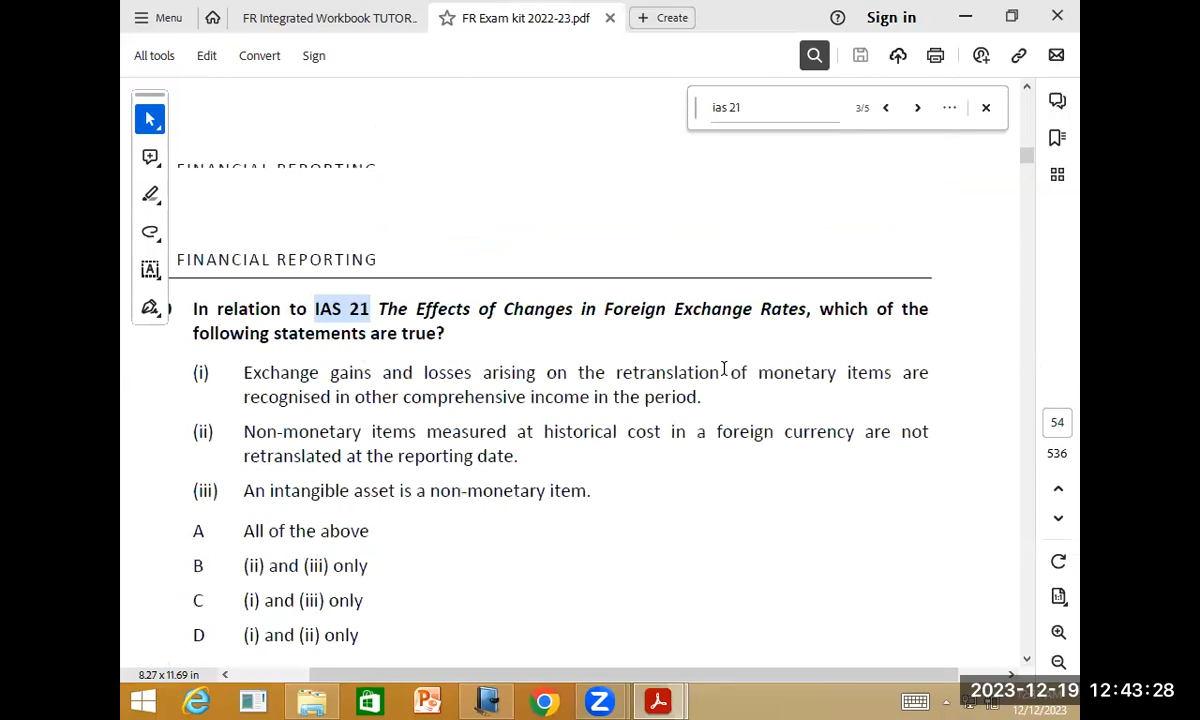 Menu
FR Integrated Workbook TUTOR...
FR Exam kit 2022-23.pdf
+ Create
Sign in
All tools
Edit
Convert
Sign
ias 21
3/5
FINANCIAL REPORTING
FINANCIAL REPORTING
In relation to IAS 21 The Effects of Changes in Foreign Exchange Rates, which of the
following statements are true?
(i) Exchange gains and losses arising on the retranslation of monetary items are
recognised in other comprehensive income in the period.
(ii) Non-monetary items measured at historical cost in a foreign currency are not
retranslated at the reporting date.
(iii) An intangible asset is a non-monetary item.
A All of the above
B (ii) and (iii) only
C (i) and (iii) only
D (i) and (ii) only
54
536
8.27 x 11.69 in
2023-12-19 12:43:28
12/12/2023